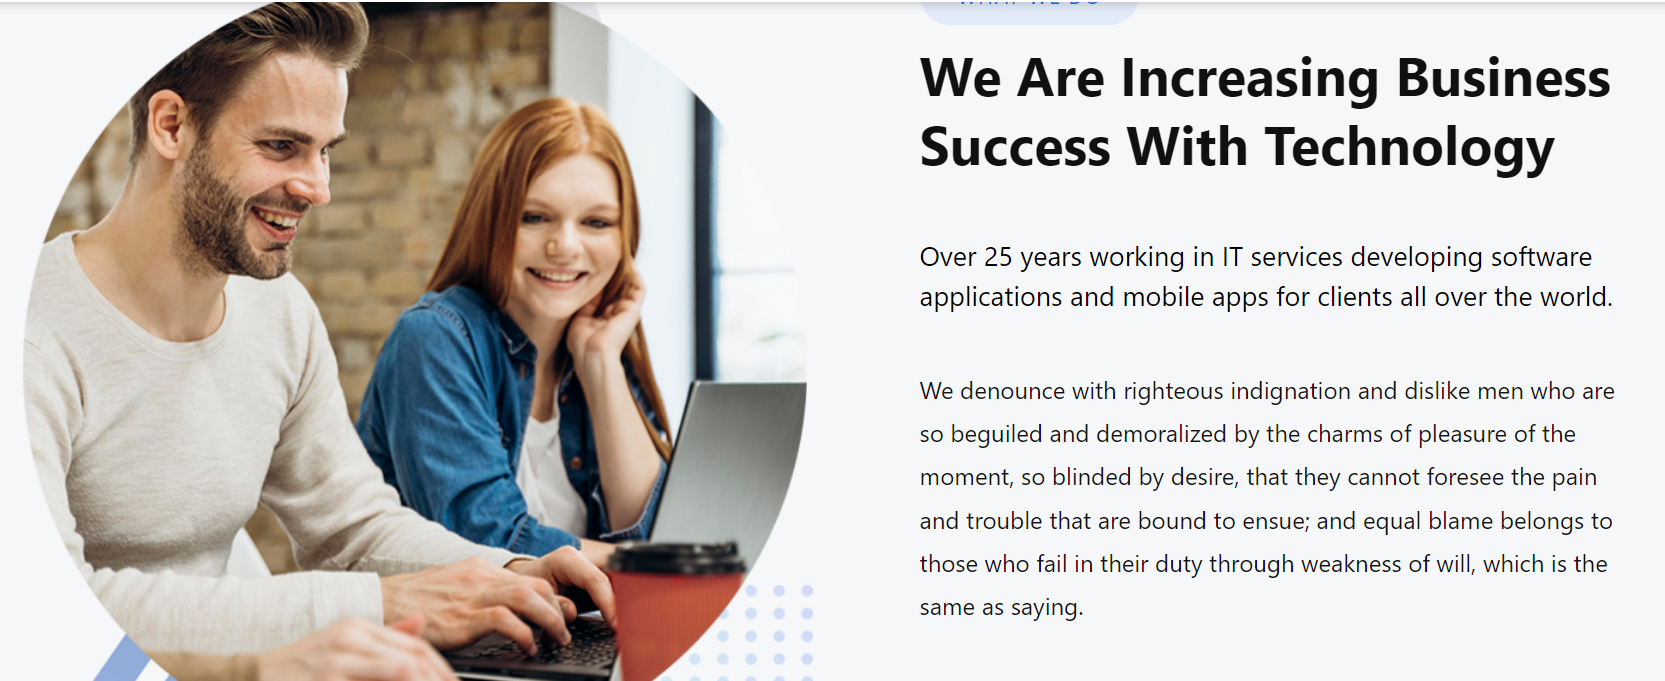 We Are Increasing Business
Success With Technology
Over 25 years working in IT services developing software
applications and mobile apps for clients all over the world.
We denounce with righteous indignation and dislike men who are
so beguiled and demoralized by the charms of pleasure of the
moment, so blinded by desire, that they cannot foresee the pain
and trouble that are bound to ensue; and equal blame belongs to
those who fail in their duty through weakness of will, which is the
same as saying.